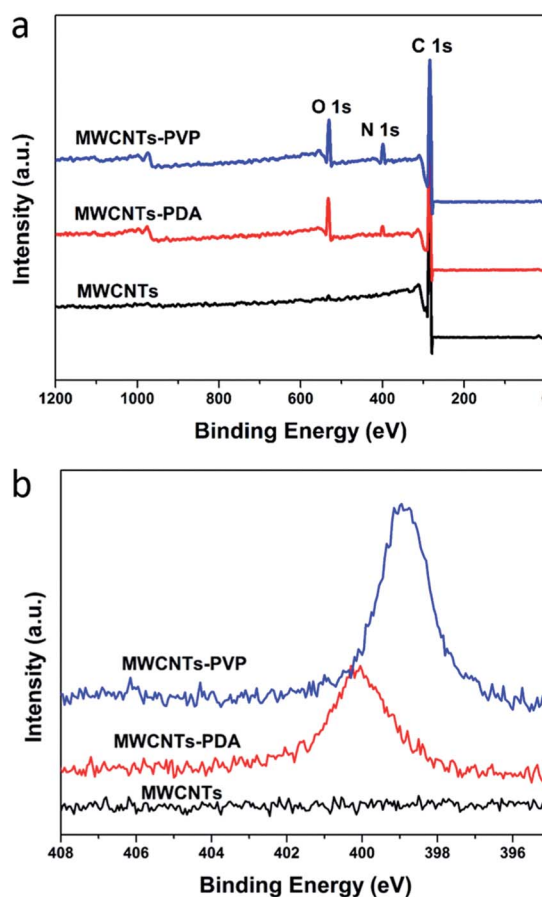 a
C 1s
O 1s
N 1s
MWCNTs-PVP
MWCNTs-PDA
MWCNTs
Intensity (a.u.)
1200 1000 800 600 400 200
Binding Energy (eV)
b
MWCNTs-PVP
MWCNTs-PDA
MWCNTs
Intensity (a.u.)
408 406 404 402 400 398 396
Binding Energy (eV)